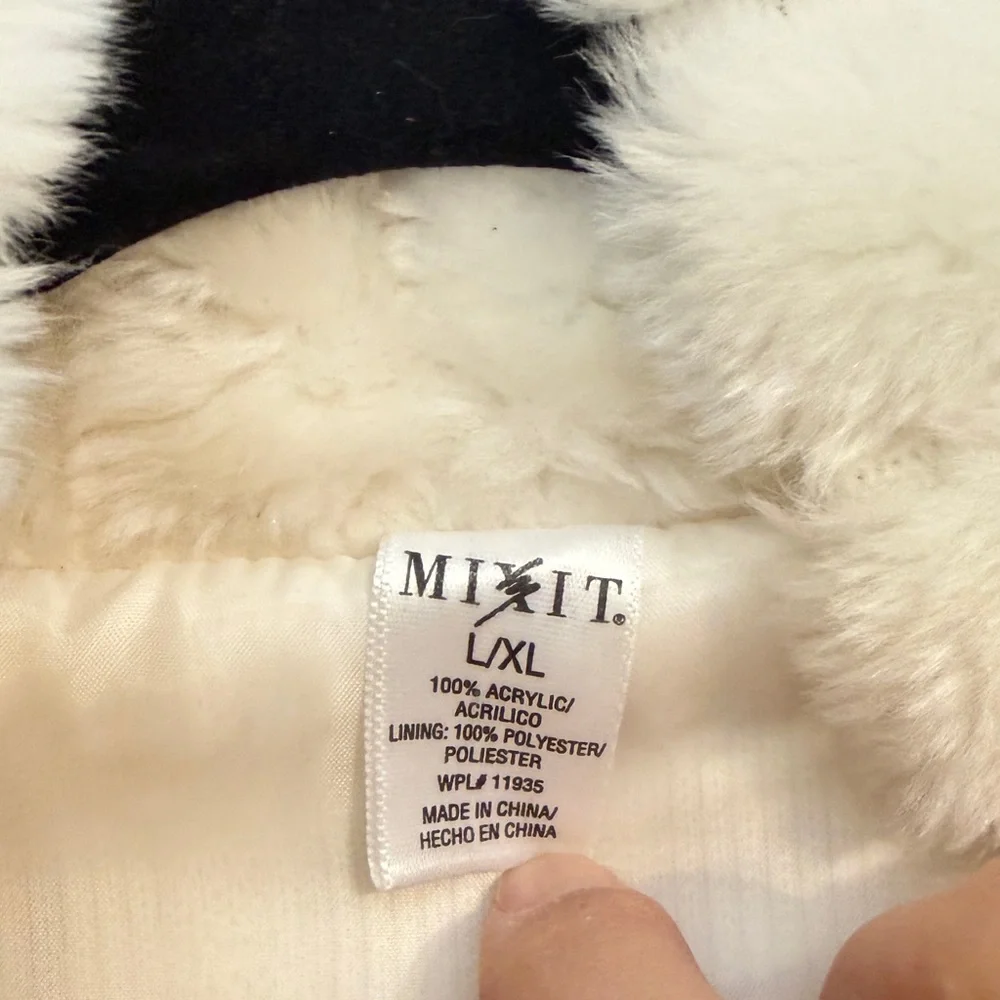 MIXIT®
L/XL
100% ACRYLIC/
ACRILICO
LINING: 100% POLYESTER/
POLIESTER
WPL# 11935
MADE IN CHINA/
HECHO EN CHINA